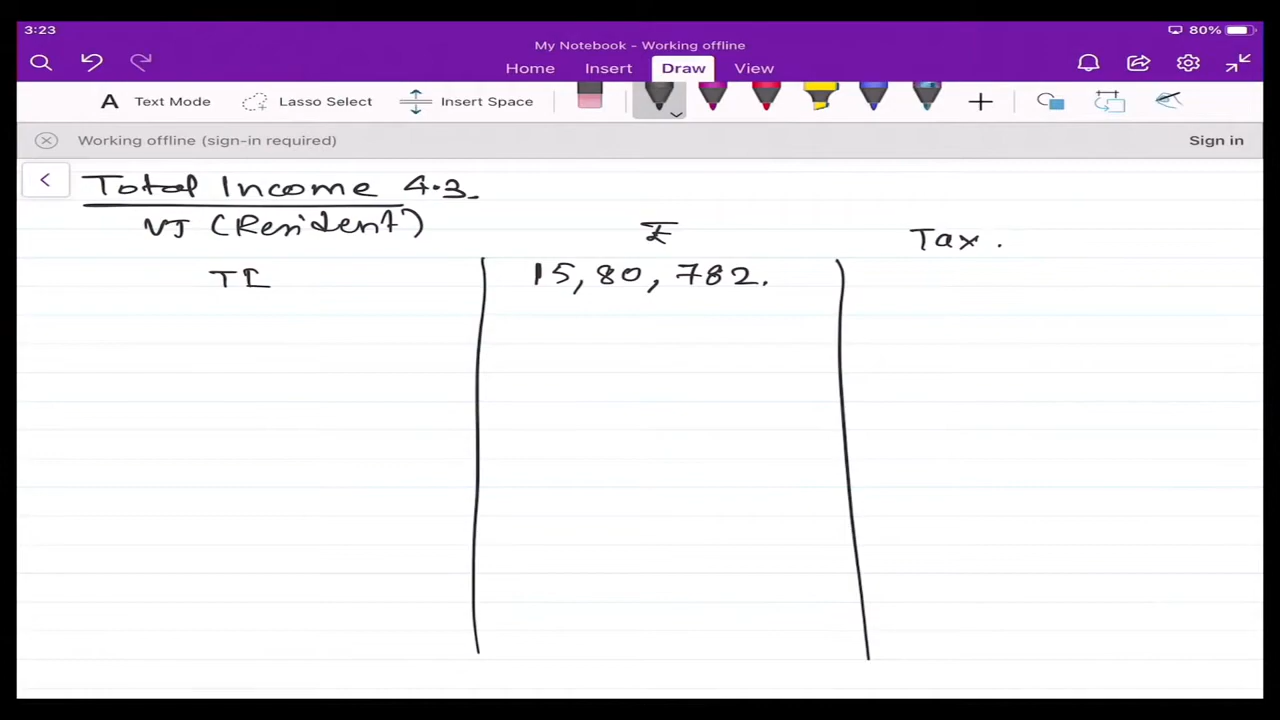 3:23
80%
My Notebook - Working offline
Home Insert Draw View
A Text Mode Lasso Select Insert Space
Working offline (sign-in required) Sign in
Total Income 4.3.
VJ (Resident)
₹ Tax.
TI 15,80,782.